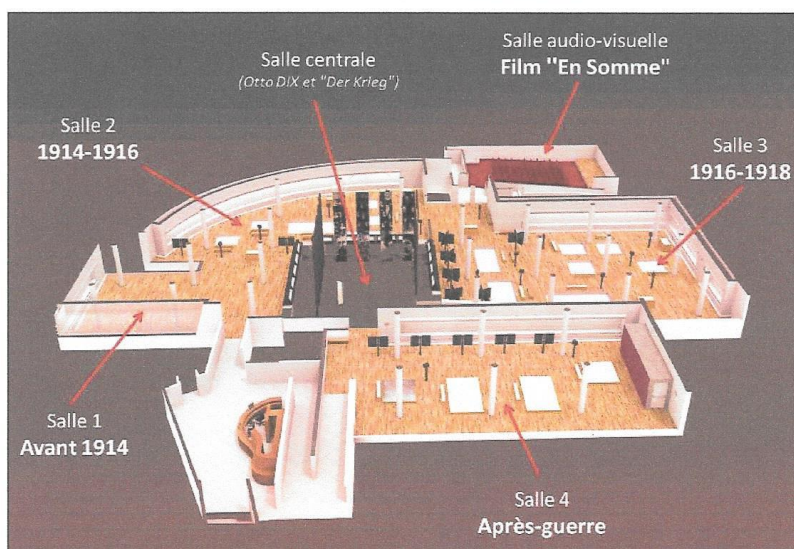 Salle centrale
(Otto DIX et "Der Krieg")
Salle audio-visuelle
Film "En Somme"
Salle 2
1914-1916
Salle 3
1916-1918
Salle 1
Avant 1914
Salle 4
Après-guerre